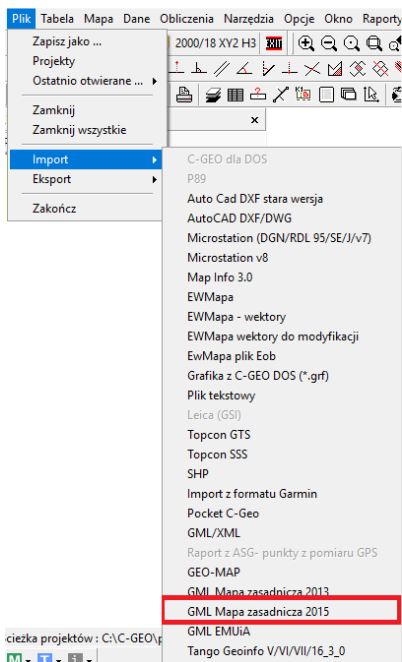 Plik Tabela Mapa Dane Obliczenia Narzędzia Opcje Okno Raporty
Zapisz jako ...
2000/18 XY2 H3
Projekty
Ostatnio otwierane ...
Zamknij
Zamknij wszystkie
Import
Eksport
Zakończ
C-GEO dla DOS
P89
Auto Cad DXF stara wersja
AutoCAD DXF/DWG
Microstation (DGN/RDL 95/SE/J/v7)
Microstation v8
Map Info 3.0
EWMapa
EWMapa - wektory
EWMapa wektory do modyfikacji
EwMapa plik Eob
Grafika z C-GEO DOS (*.grf)
Plik tekstowy
Leica (GSI)
Topcon GTS
Topcon SSS
SHP
Import z formatu Garmin
Pocket C-Geo
GML/XML
Raport z ASG- punkty z pomiaru GPS
GEO-MAP
GML Mapa zasadnicza 2013
GML Mapa zasadnicza 2015
GML EMUiA
Tango Geoinfo V/VI/VII/16_3_0
cieżka projektów : C:\C-GEO\p
M T i